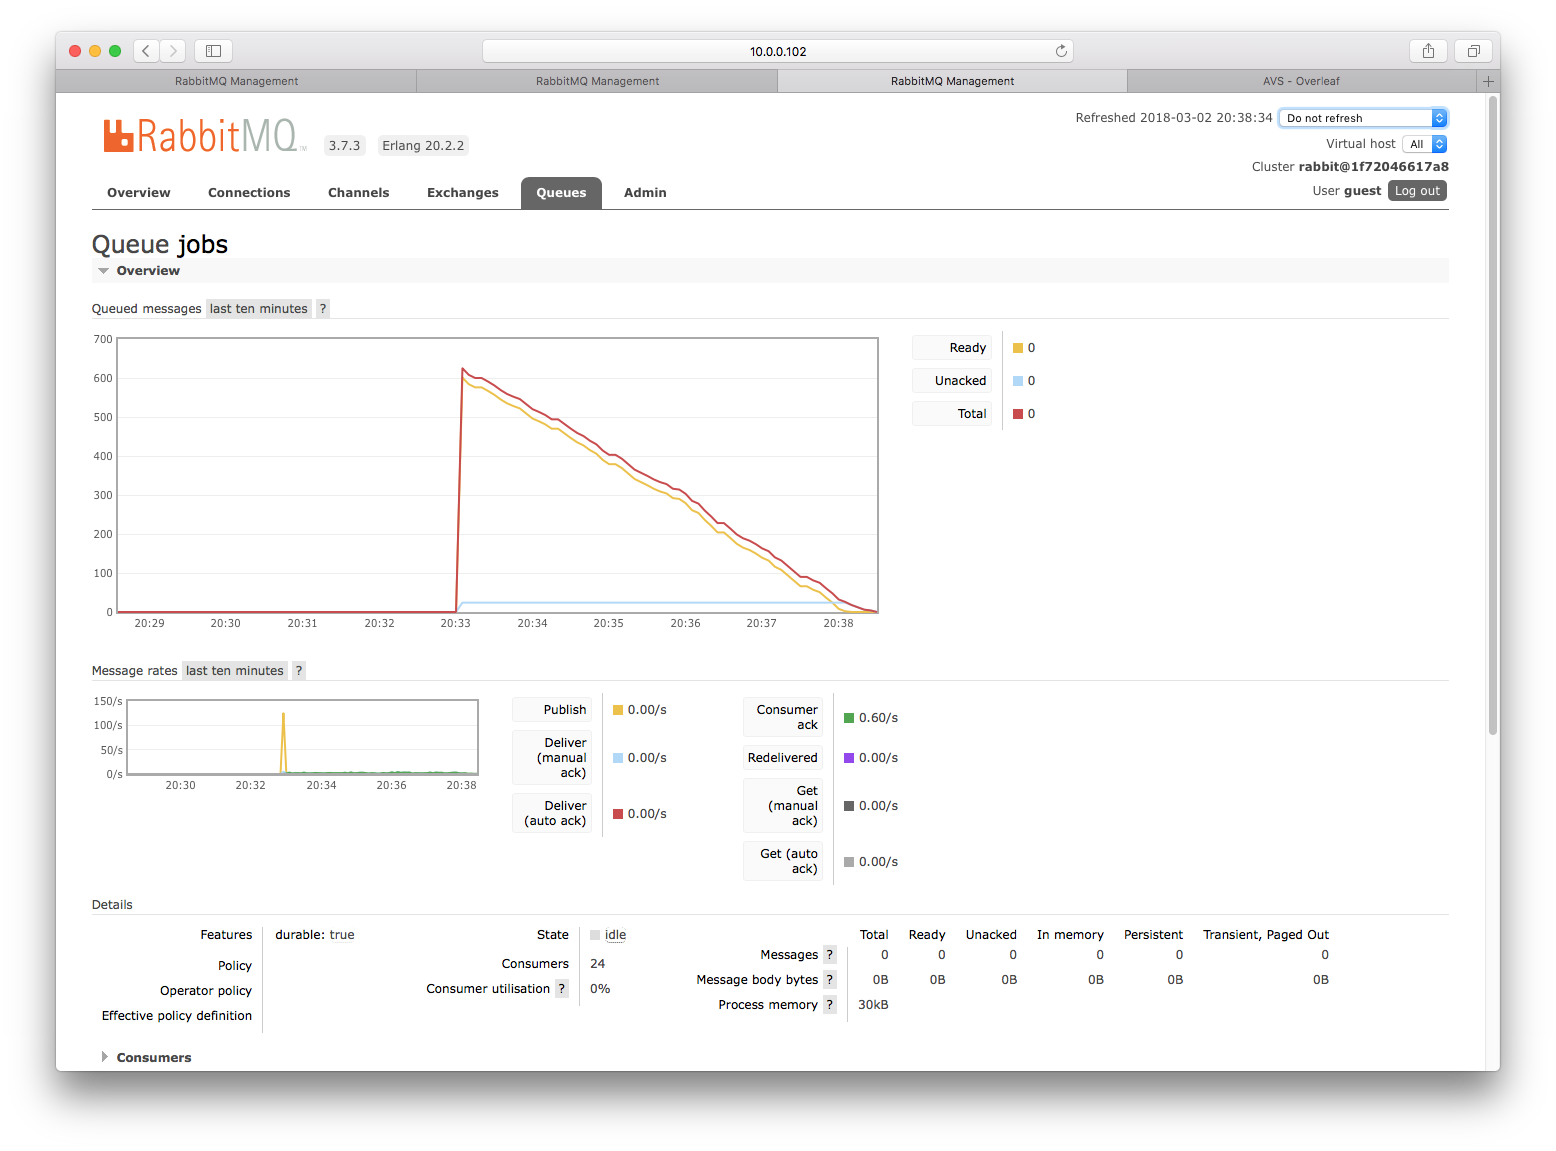 10.0.0.102
RabbitMQ Management
RabbitMQ Management
RabbitMQ Management
AVS - Overleaf
RabbitMQ™
3.7.3
Erlang 20.2.2
Refreshed 2018-03-02 20:38:34 Do not refresh
Virtual host All
Cluster rabbit@1f72046617a8
User guest Log out
Overview Connections Channels Exchanges Queues Admin
Queue jobs
Overview
Queued messages last ten minutes ?
700
600
500
400
300
200
100
0
20:29 20:30 20:31 20:32 20:33 20:34 20:35 20:36 20:37 20:38
Ready 0
Unacked 0
Total 0
Message rates last ten minutes ?
150/s
100/s
50/s
0/s
20:30 20:32 20:34 20:36 20:38
Publish 0.00/s
Deliver
(manual 0.00/s
ack)
Deliver
(auto ack) 0.00/s
Consumer
ack 0.60/s
Redelivered 0.00/s
Get
(manual 0.00/s
ack)
Get (auto
ack) 0.00/s
Details
Features durable: true
Policy
Operator policy
Effective policy definition
State idle
Consumers 24
Consumer utilisation ? 0%
Total Ready Unacked In memory Persistent Transient, Paged Out
Messages ? 0 0 0 0 0 0
Message body bytes ? 0B 0B 0B 0B 0B 0B
Process memory ? 30kB
Consumers